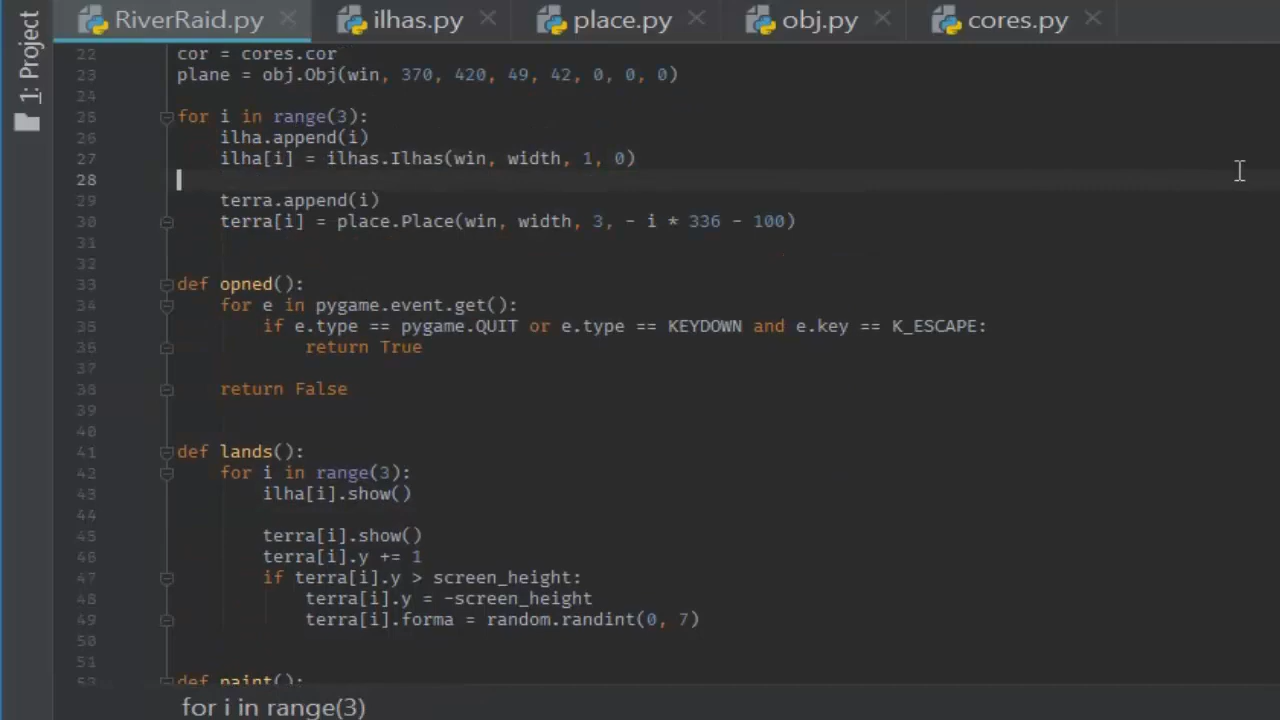 1: Project
RiverRaid.py
ilhas.py
place.py
obj.py
cores.py
22 cor = cores.cor
23 plane = obj.Obj(win, 370, 420, 49, 42, 0, 0, 0)
24
25 for i in range(3):
26 ilha.append(i)
27 ilha[i] = ilhas.Ilhas(win, width, 1, 0)
28
29 terra.append(i)
30 terra[i] = place.Place(win, width, 3, - i * 336 - 100)
31
32
33 def opned():
34 for e in pygame.event.get():
35 if e.type == pygame.QUIT or e.type == KEYDOWN and e.key == K_ESCAPE:
36 return True
37
38 return False
39
40
41 def lands():
42 for i in range(3):
43 ilha[i].show()
44
45 terra[i].show()
46 terra[i].y += 1
47 if terra[i].y > screen_height:
48 terra[i].y = -screen_height
49 terra[i].forma = random.randint(0, 7)
50
51
def paint():
for i in range(3)